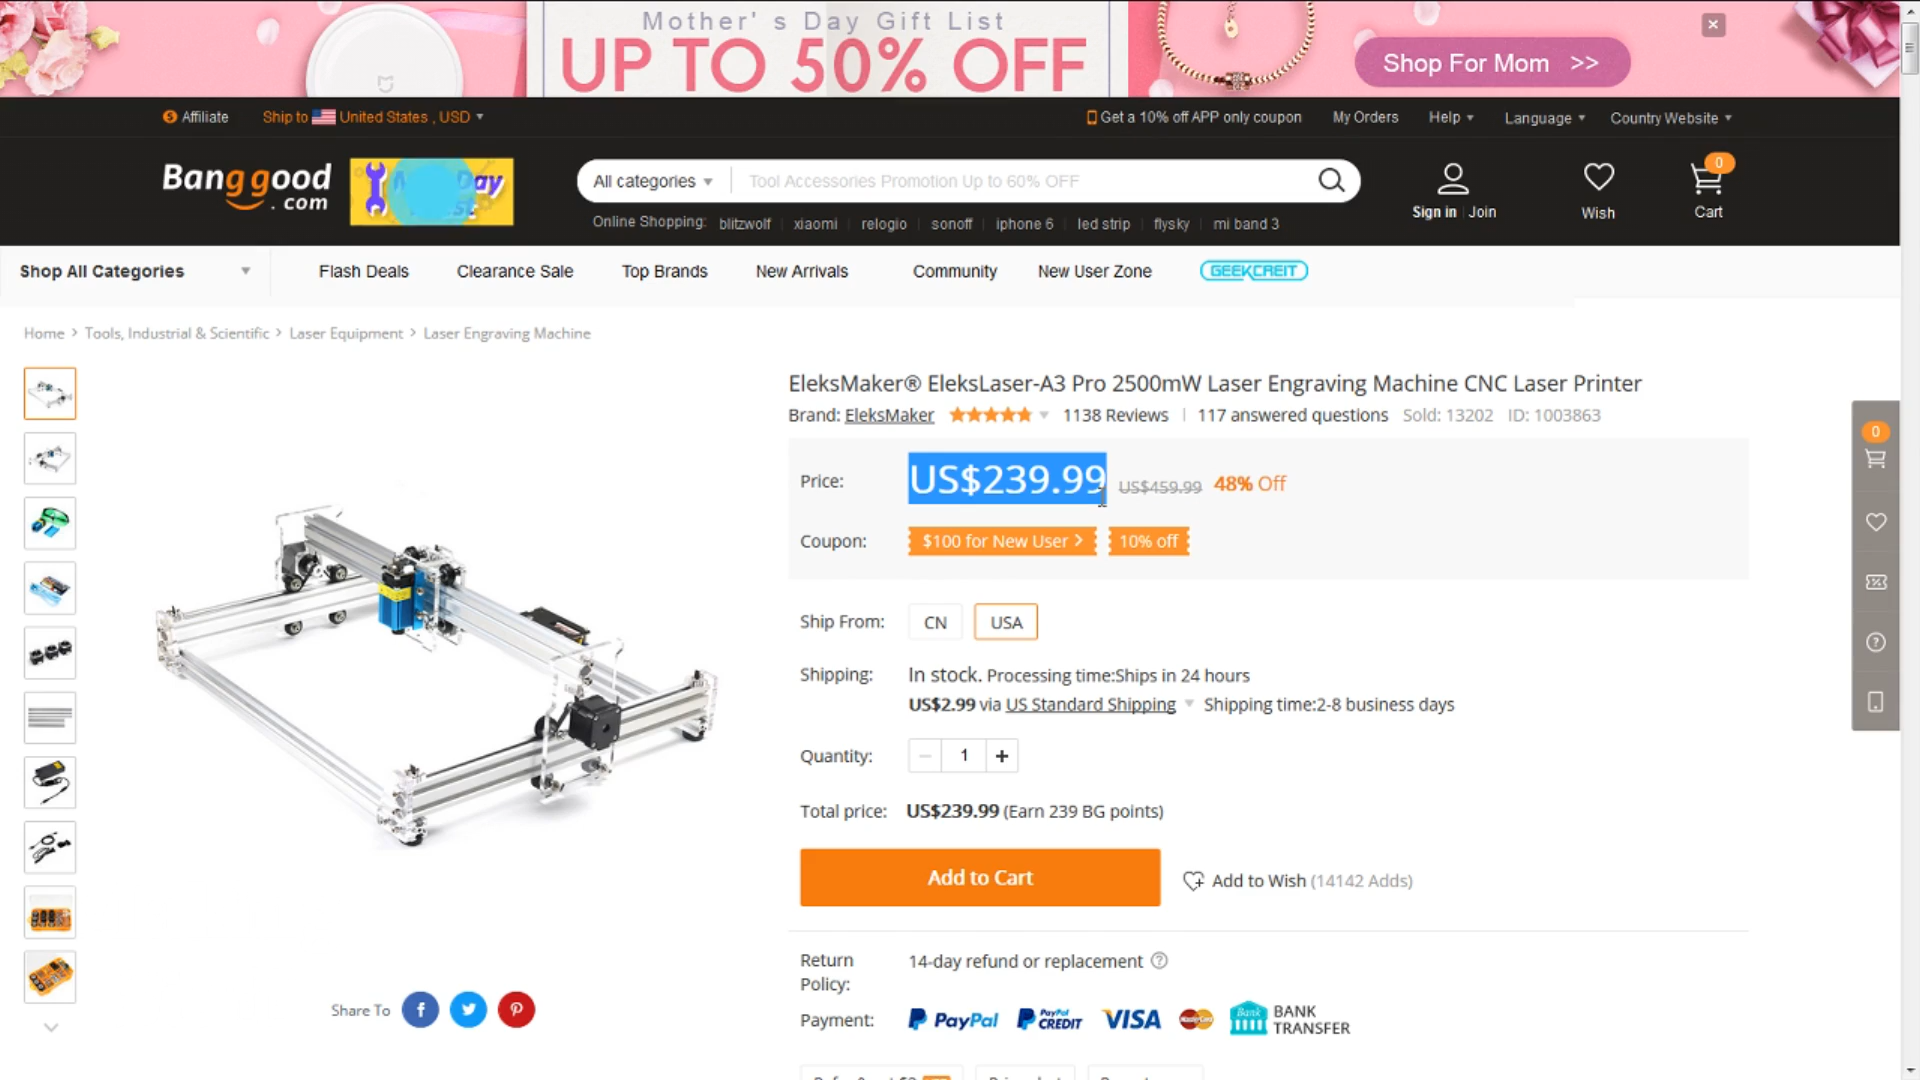 Mother's Day Gift List
UP TO 50% OFF
Shop For Mom >>
Affiliate
Ship to United States , USD
Get a 10% off APP only coupon
My Orders
Help
Language
Country Website
Banggood
.com
Day
All categories
Tool Accessories Promotion Up to 60% OFF
Online Shopping: blitzwolf xiaomi relogio sonoff iphone 6 led strip flysky mi band 3
Sign in | Join
Wish
0
Cart
Shop All Categories
Flash Deals
Clearance Sale
Top Brands
New Arrivals
Community
New User Zone
GEEKCREIT
Home > Tools, Industrial & Scientific > Laser Equipment > Laser Engraving Machine
EleksMaker® EleksLaser-A3 Pro 2500mW Laser Engraving Machine CNC Laser Printer
Brand: EleksMaker 1138 Reviews | 117 answered questions Sold: 13202 ID: 1003863
Price: US$239.99 US$459.99 48% Off
Coupon: $100 for New User > 10% off
0
Ship From: CN USA
Shipping: In stock. Processing time:Ships in 24 hours
US$2.99 via US Standard Shipping Shipping time:2-8 business days
Quantity: − 1 +
Total price: US$239.99 (Earn 239 BG points)
Add to Cart
Add to Wish (14142 Adds)
Return Policy: 14-day refund or replacement
Payment: PayPal PayPal CREDIT VISA MasterCard Bank BANK TRANSFER
Share To